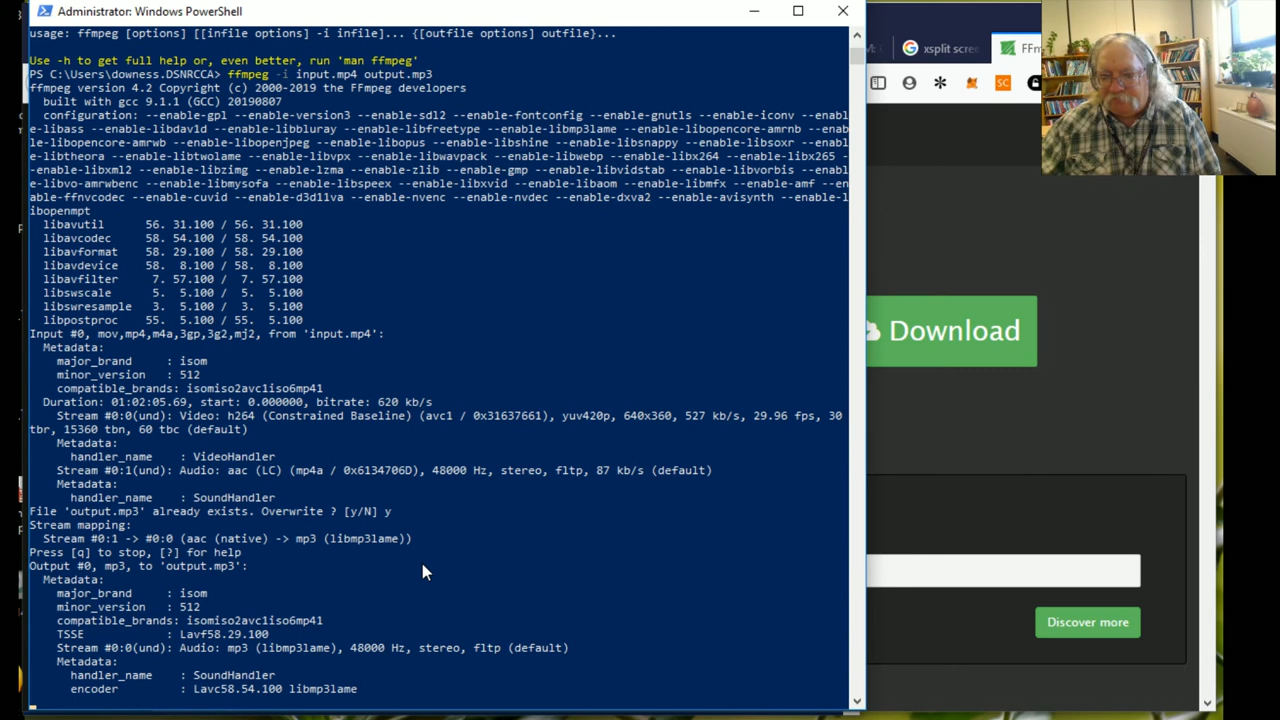 Administrator: Windows PowerShell
usage: ffmpeg [options] [[infile options] -i infile]... {[outfile options] outfile}...
Use -h to get full help or, even better, run 'man ffmpeg'
PS C:\Users\downess.DSNRCCA> ffmpeg -i input.mp4 output.mp3
ffmpeg version 4.2 Copyright (c) 2000-2019 the FFmpeg developers
  built with gcc 9.1.1 (GCC) 20190807
  configuration: --enable-gpl --enable-version3 --enable-sdl2 --enable-fontconfig --enable-gnutls --enable-iconv --enabl
e-libass --enable-libdav1d --enable-libbluray --enable-libfreetype --enable-libmp3lame --enable-libopencore-amrnb --enab
le-libopencore-amrwb --enable-libopenjpeg --enable-libopus --enable-libshine --enable-libsnappy --enable-libsoxr --enabl
e-libtheora --enable-libtwolame --enable-libvpx --enable-libwavpack --enable-libwebp --enable-libx264 --enable-libx265 -
-enable-libxml2 --enable-libzimg --enable-lzma --enable-zlib --enable-gmp --enable-libvidstab --enable-libvorbis --enabl
e-libvo-amrwbenc --enable-libmysofa --enable-libspeex --enable-libxvid --enable-libaom --enable-libmfx --enable-amf --en
able-ffnvcodec --enable-cuvid --enable-d3d11va --enable-nvenc --enable-nvdec --enable-dxva2 --enable-avisynth --enable-l
ibopenmpt
  libavutil      56. 31.100 / 56. 31.100
  libavcodec     58. 54.100 / 58. 54.100
  libavformat    58. 29.100 / 58. 29.100
  libavdevice    58.  8.100 / 58.  8.100
  libavfilter     7. 57.100 /  7. 57.100
  libswscale      5.  5.100 /  5.  5.100
  libswresample   3.  5.100 /  3.  5.100
  libpostproc    55.  5.100 / 55.  5.100
Input #0, mov,mp4,m4a,3gp,3g2,mj2, from 'input.mp4':
  Metadata:
    major_brand     : isom
    minor_version   : 512
    compatible_brands: isomiso2avc1iso6mp41
  Duration: 01:02:05.69, start: 0.000000, bitrate: 620 kb/s
    Stream #0:0(und): Video: h264 (Constrained Baseline) (avc1 / 0x31637661), yuv420p, 640x360, 527 kb/s, 29.96 fps, 30
tbr, 15360 tbn, 60 tbc (default)
    Metadata:
      handler_name    : VideoHandler
    Stream #0:1(und): Audio: aac (LC) (mp4a / 0x6134706D), 48000 Hz, stereo, fltp, 87 kb/s (default)
    Metadata:
      handler_name    : SoundHandler
File 'output.mp3' already exists. Overwrite ? [y/N] y
Stream mapping:
  Stream #0:1 -> #0:0 (aac (native) -> mp3 (libmp3lame))
Press [q] to stop, [?] for help
Output #0, mp3, to 'output.mp3':
  Metadata:
    major_brand     : isom
    minor_version   : 512
    compatible_brands: isomiso2avc1iso6mp41
    TSSE            : Lavf58.29.100
    Stream #0:0(und): Audio: mp3 (libmp3lame), 48000 Hz, stereo, fltp (default)
    Metadata:
      handler_name    : SoundHandler
      encoder         : Lavc58.54.100 libmp3lame
xsplit scre
FFm
SC
Download
Discover more